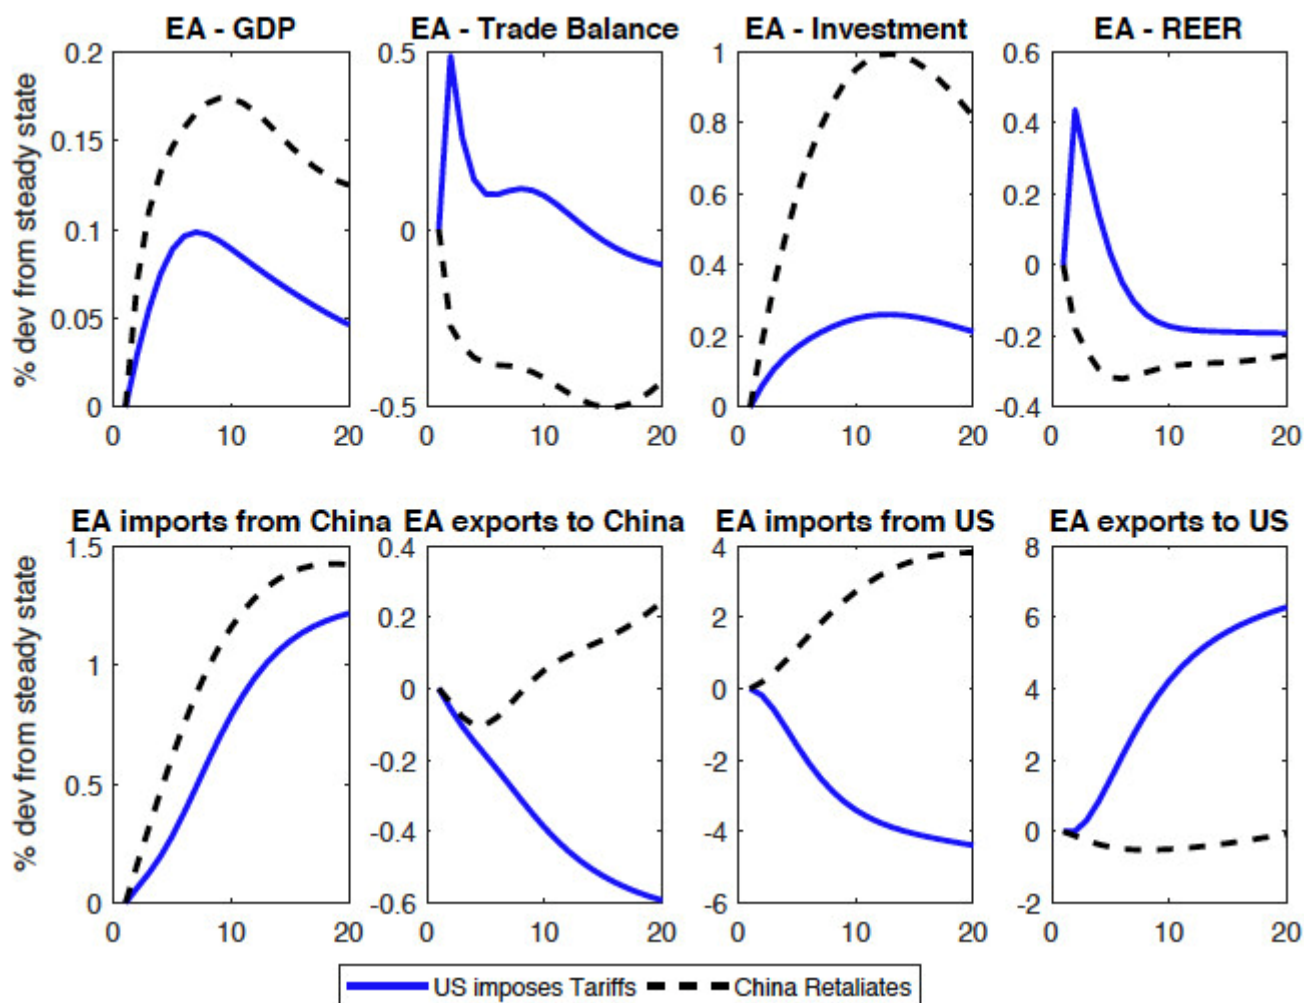 EA - GDP
EA - Trade Balance
EA - Investment
EA - REER
% dev from steady state
0.2
0.15
0.1
0.05
0
0 10 20
0.5
0
-0.5
0 10 20
1
0.8
0.6
0.4
0.2
0
0 10 20
0.6
0.4
0.2
0
-0.2
-0.4
0 10 20
EA imports from China
EA exports to China
EA imports from US
EA exports to US
% dev from steady state
1.5
1
0.5
0
0 10 20
0.4
0.2
0
-0.2
-0.4
-0.6
0 10 20
4
2
0
-2
-4
-6
0 10 20
8
6
4
2
0
-2
0 10 20
US imposes Tariffs
China Retaliates